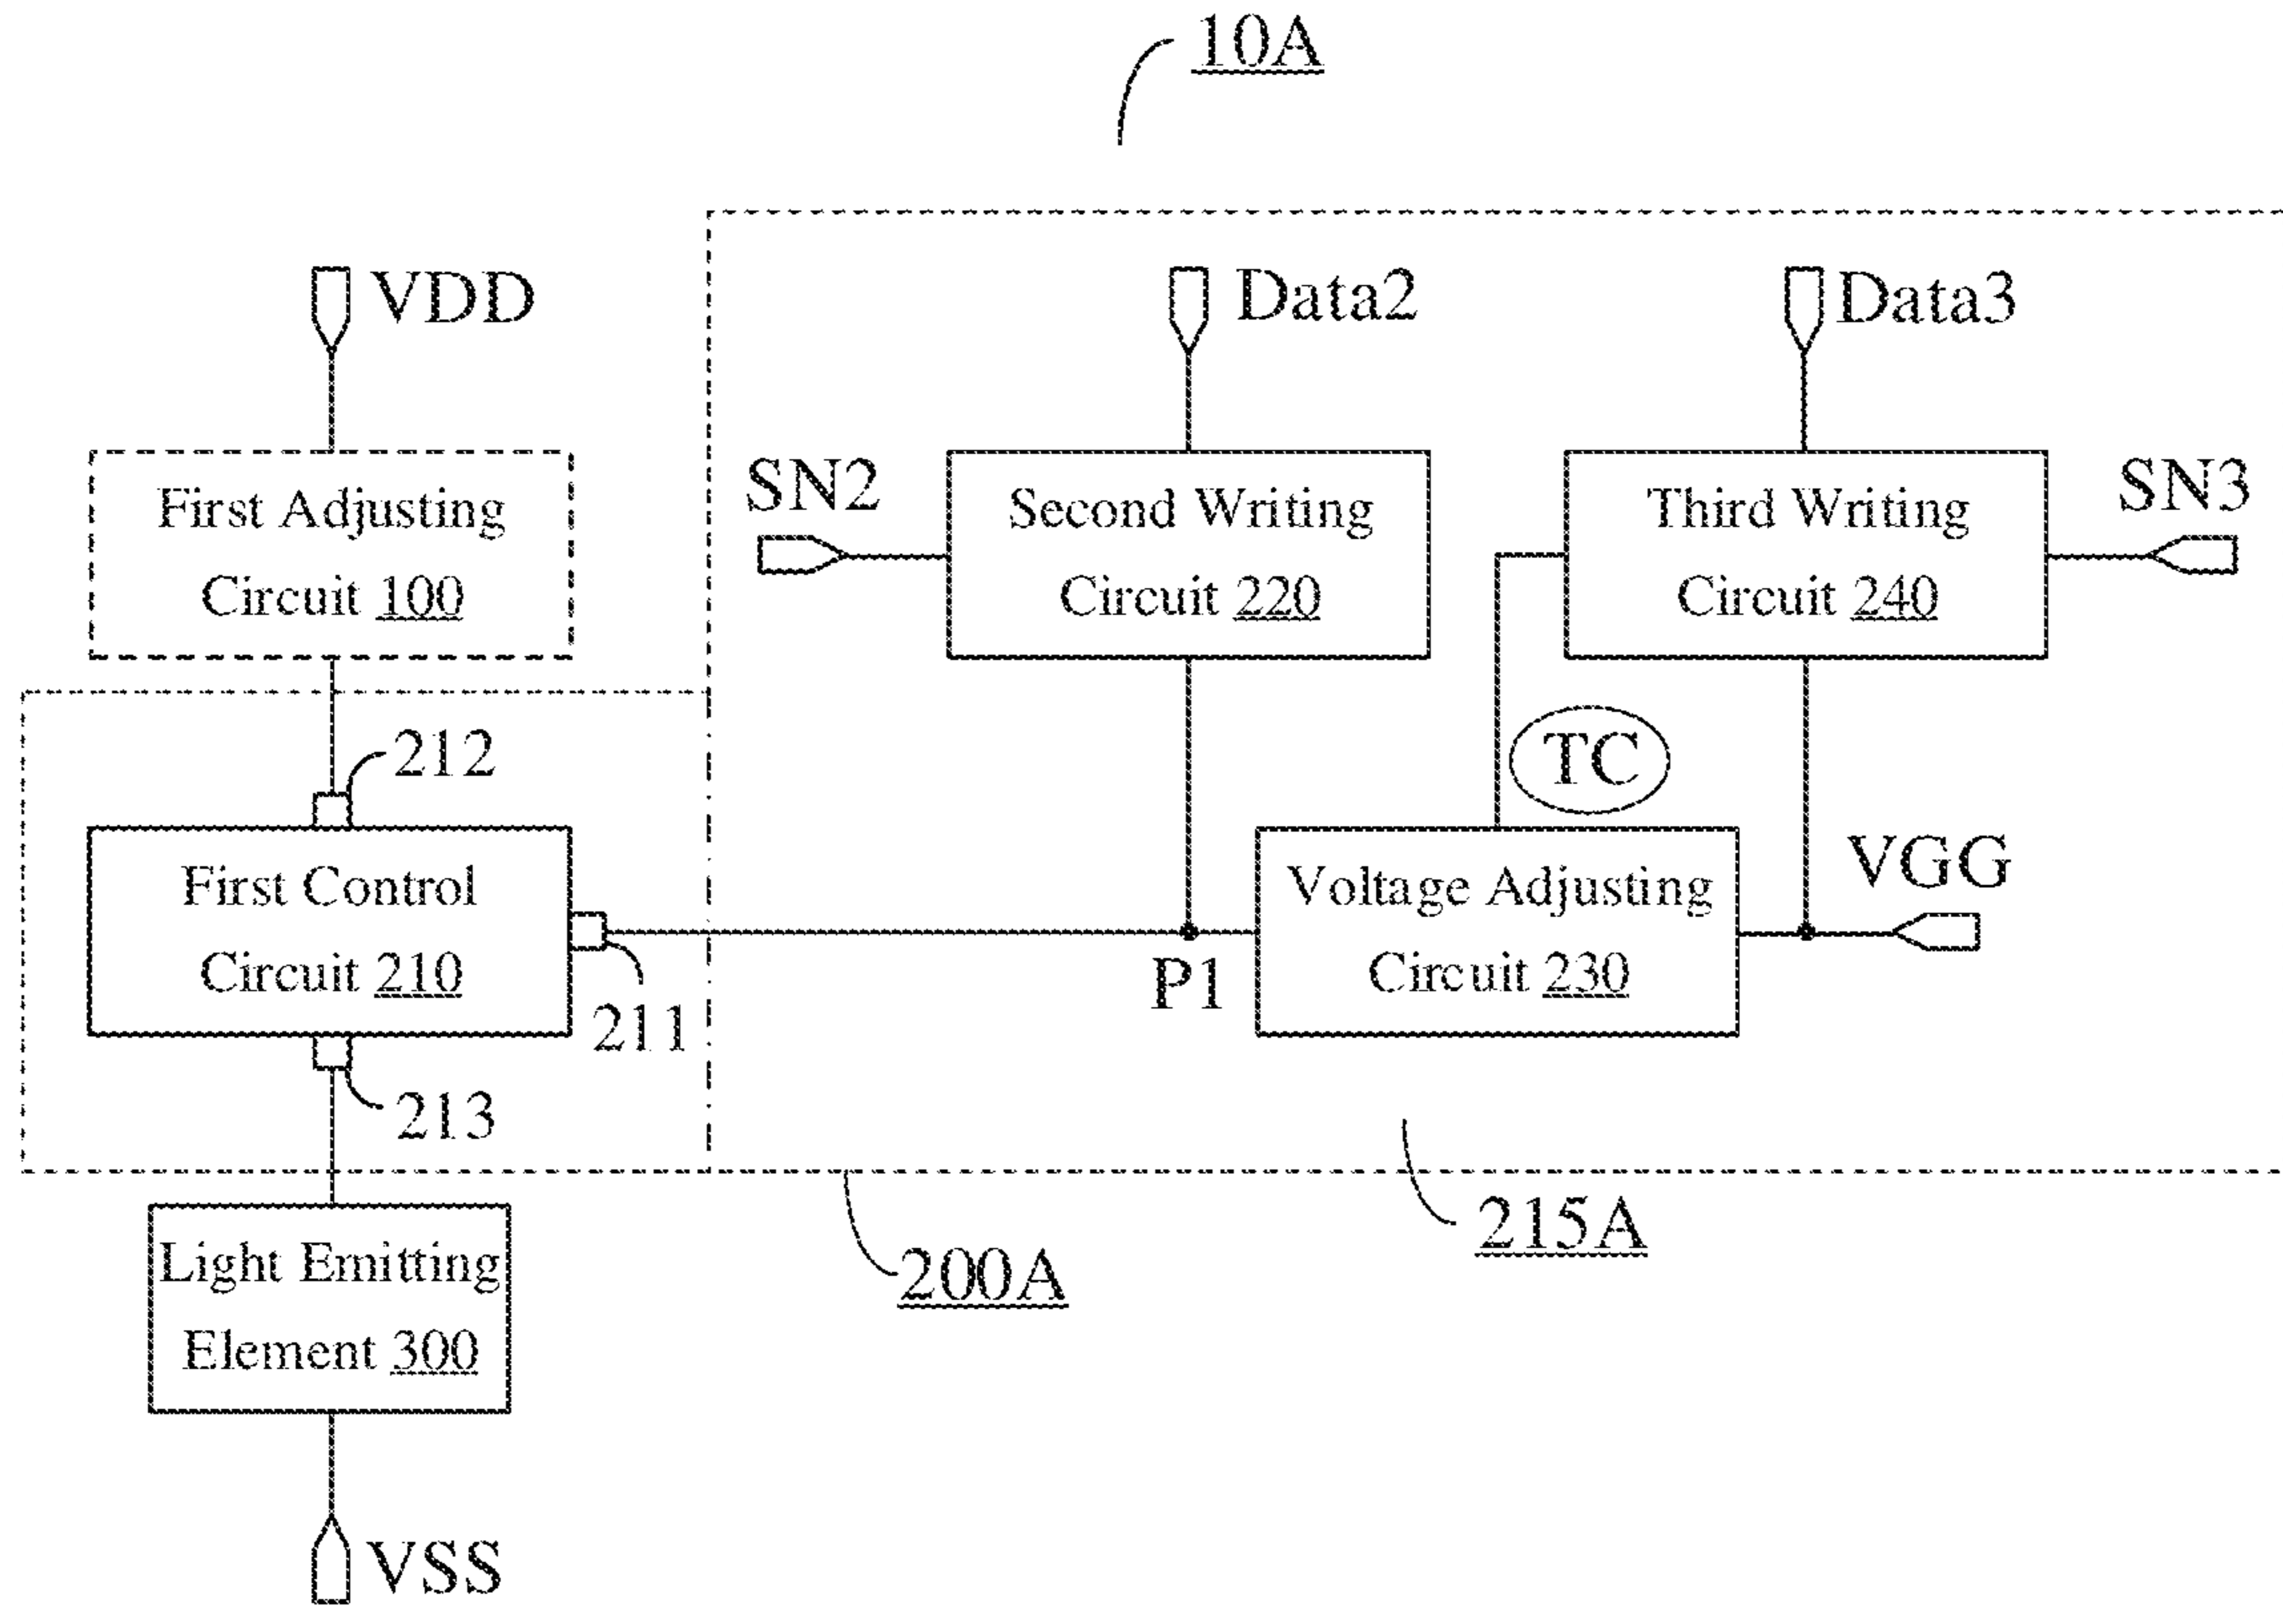 10A
VDD
Data2
Data3
First Adjusting
Circuit 100
SN2
Second Writing
Circuit 220
Third Writing
Circuit 240
SN3
212
TC
First Control
Circuit 210
211
P1
Voltage Adjusting
Circuit 230
VGG
213
215A
200A
Light Emitting
Element 300
VSS